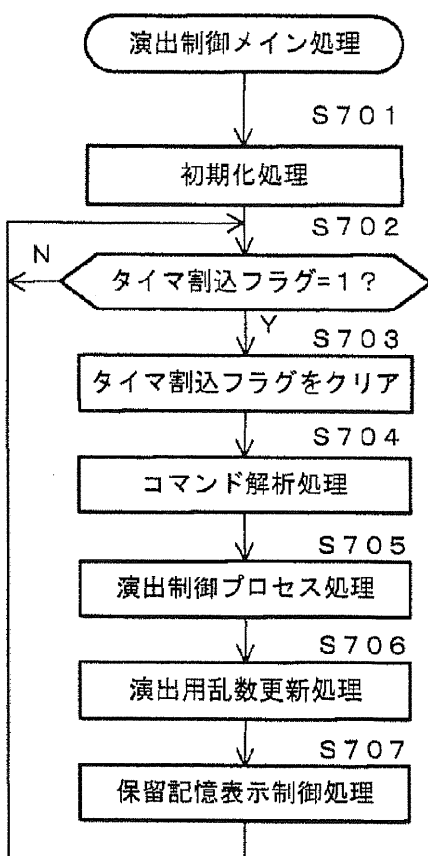 演出制御メイン処理
S701
初期化処理
S702
N
タイマ割込フラグ=1?
Y
S703
タイマ割込フラグをクリア
S704
コマンド解析処理
S705
演出制御プロセス処理
S706
演出用乱数更新処理
S707
保留記憶表示制御処理